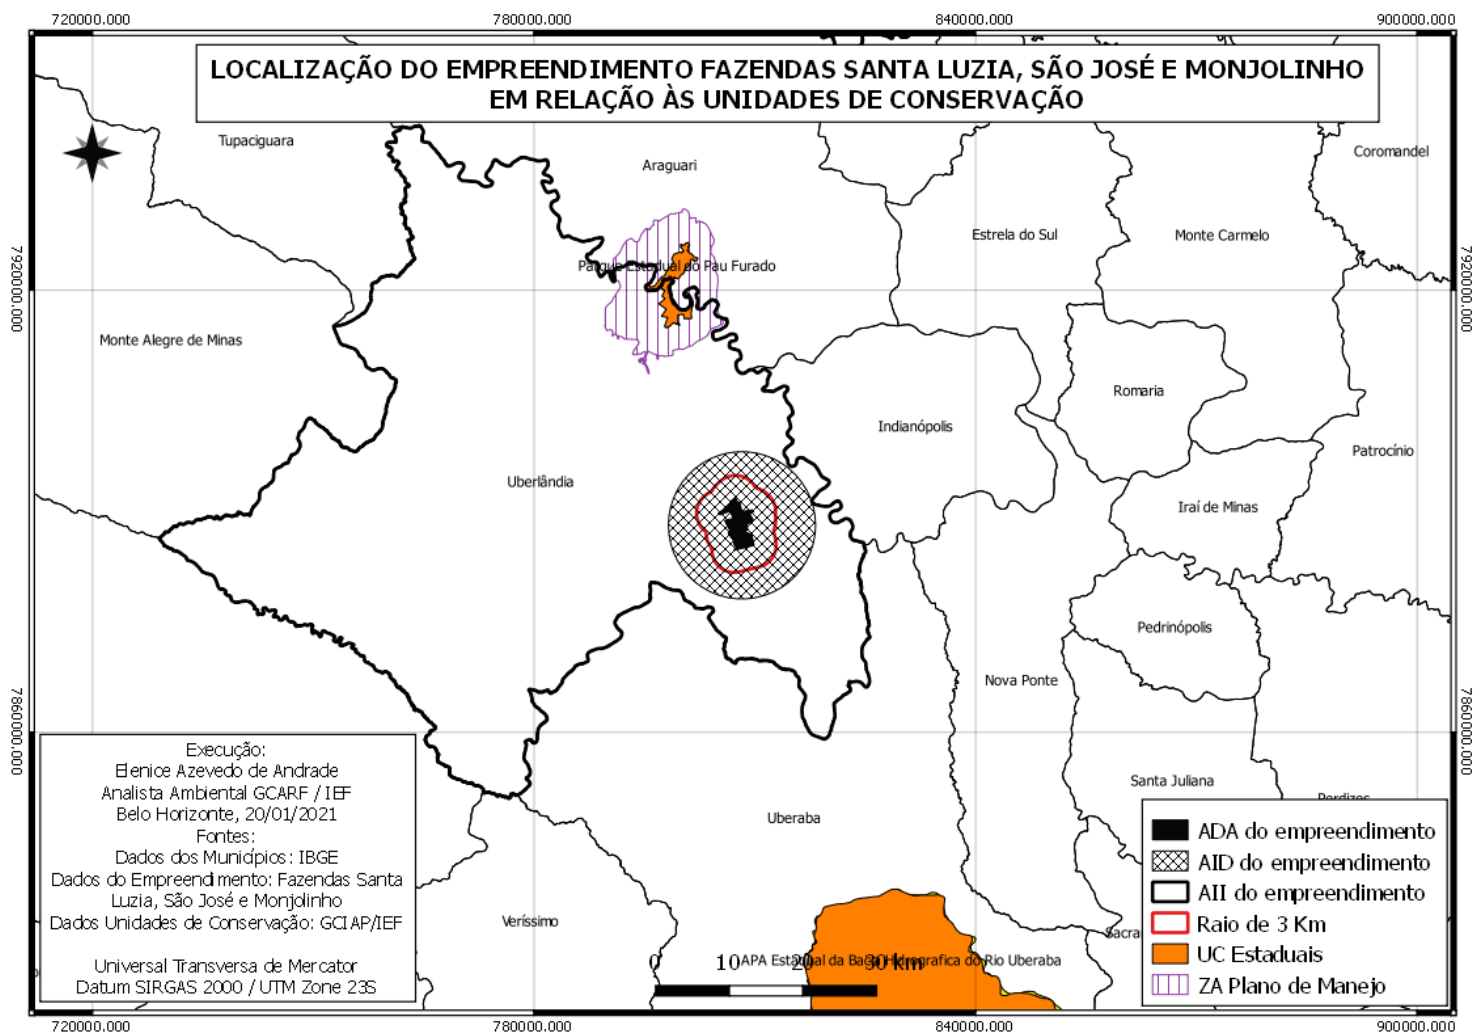 720000.000
780000.000
840000.000
900000.000
LOCALIZAÇÃO DO EMPREENDIMENTO FAZENDAS SANTA LUZIA, SÃO JOSÉ E MONJOLINHO
EM RELAÇÃO ÀS UNIDADES DE CONSERVAÇÃO
Tupaciguara
Araguari
Coromandel
Estrela do Sul
Monte Carmelo
7920000.000
Parque Estadual do Pau Furado
7920000.000
Monte Alegre de Minas
Romaria
Indianópolis
Patrocínio
Uberlândia
Iraí de Minas
Pedrinópolis
Nova Ponte
7860000.000
7860000.000
Santa Juliana
Perdizes
Uberaba
Veríssimo
Sacra
APA Estadual da Bacia Hidrografica do Rio Uberaba
0 10 20 30 km
Execução:
Elenice Azevedo de Andrade
Analista Ambiental GCARF / IEF
Belo Horizonte, 20/01/2021
Fontes:
Dados dos Municípios: IBGE
Dados do Empreendimento: Fazendas Santa
Luzia, São José e Monjolinho
Dados Unidades de Conservação: GCIAP/IEF
Universal Transversa de Mercator
Datum SIRGAS 2000 / UTM Zone 23S
ADA do empreendimento
AID do empreendimento
AII do empreendimento
Raio de 3 Km
UC Estaduais
ZA Plano de Manejo
720000.000
780000.000
840000.000
900000.000